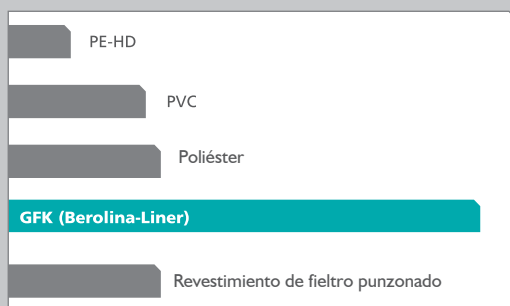 PE-HD
PVC
Poliéster
GFK (Berolina-Liner)
Revestimiento de fieltro punzonado